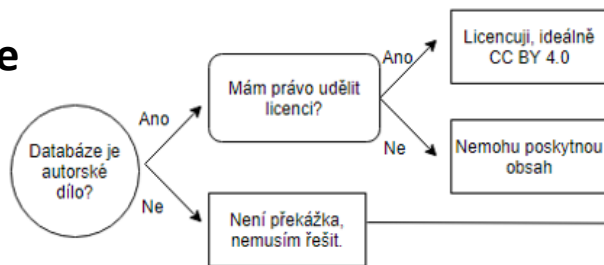 e
Databáze je
autorské
dílo?
Ano
Ne
Mám právo udělit
licenci?
Ano
Ne
Licencuji, ideálně
CC BY 4.0
Nemohu poskytnou
obsah
Není překážka,
nemusím řešit.